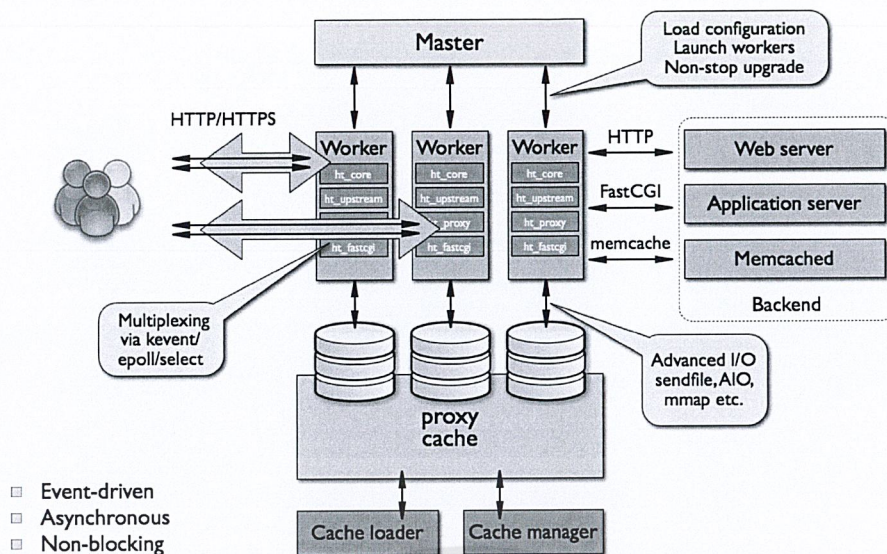 Master
Load configuration
Launch workers
Non-stop upgrade
HTTP/HTTPS
Worker
ht_core
ht_upstream
ht_fastcgi
Worker
ht_core
ht_upstream
t_proxy
ht_fastcgi
Worker
ht_core
ht_upstream
ht_proxy
ht_fastcgi
HTTP
FastCGI
memcache
Web server
Application server
Memcached
Backend
Multiplexing
via kevent/
epoll/select
Advanced I/O
sendfile, AIO,
mmap etc.
proxy
cache
Event-driven
Asynchronous
Non-blocking
Cache loader
Cache manager